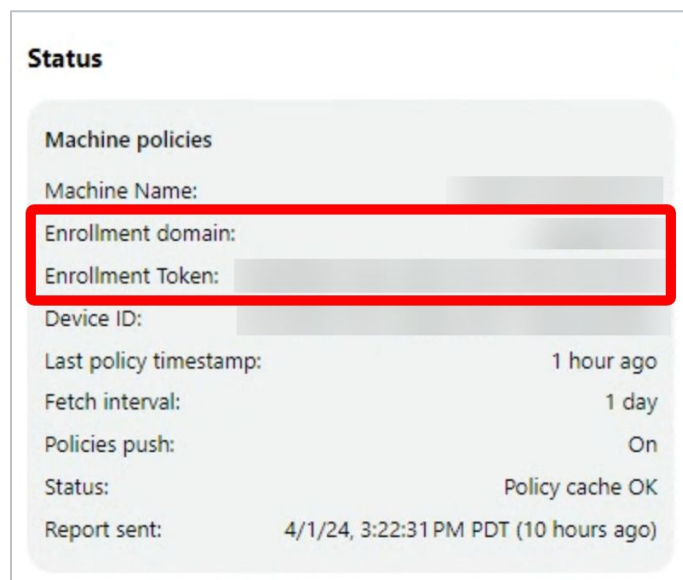 Status
Machine policies
Machine Name:
Enrollment domain:
Enrollment Token:
Device ID:
Last policy timestamp: 1 hour ago
Fetch interval: 1 day
Policies push: On
Status: Policy cache OK
Report sent: 4/1/24, 3:22:31 PM PDT (10 hours ago)